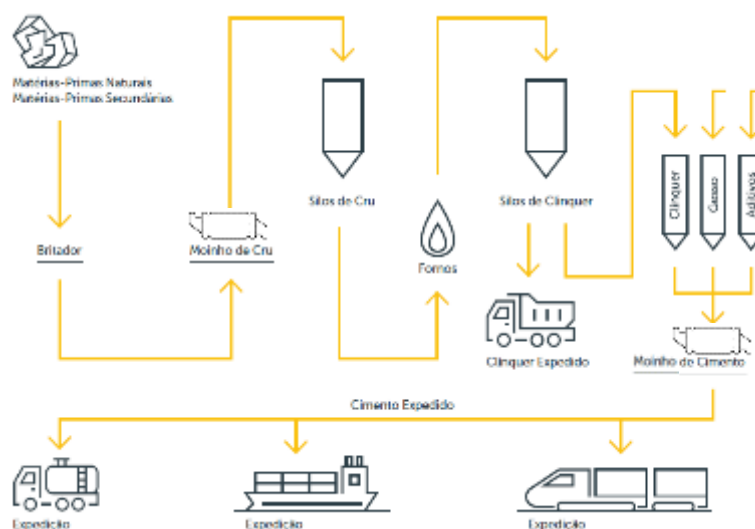 Matérias-Primas Naturais
Matérias-Primas Secundárias
Britador
Moinho de Cru
Silos de Cru
Fornos
Silos de Clínquer
Clínquer Expedido
Clínquer
Gesso
Aditivos
Moinho de Cimento
Cimento Expedido
Expedição
Expedição
Expedição